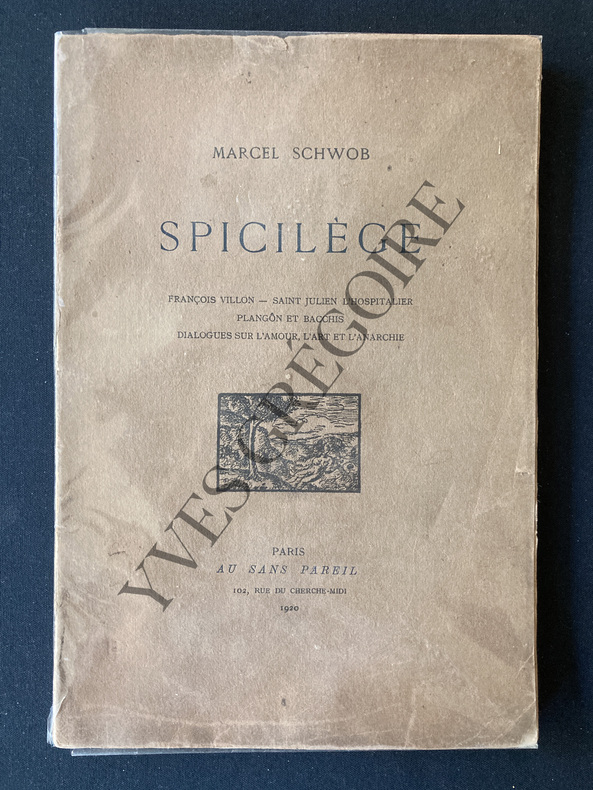 MARCEL SCHWOB
SPICILÈGE
FRANÇOIS VILLON — SAINT JULIEN L'HOSPITALIER
PLANGÔN ET BACCHIS
DIALOGUES SUR L'AMOUR, L'ART ET L'ANARCHIE
PARIS
AU SANS PAREIL
102, RUE DU CHERCHE-MIDI
1920
YVES GRÉGOIRE